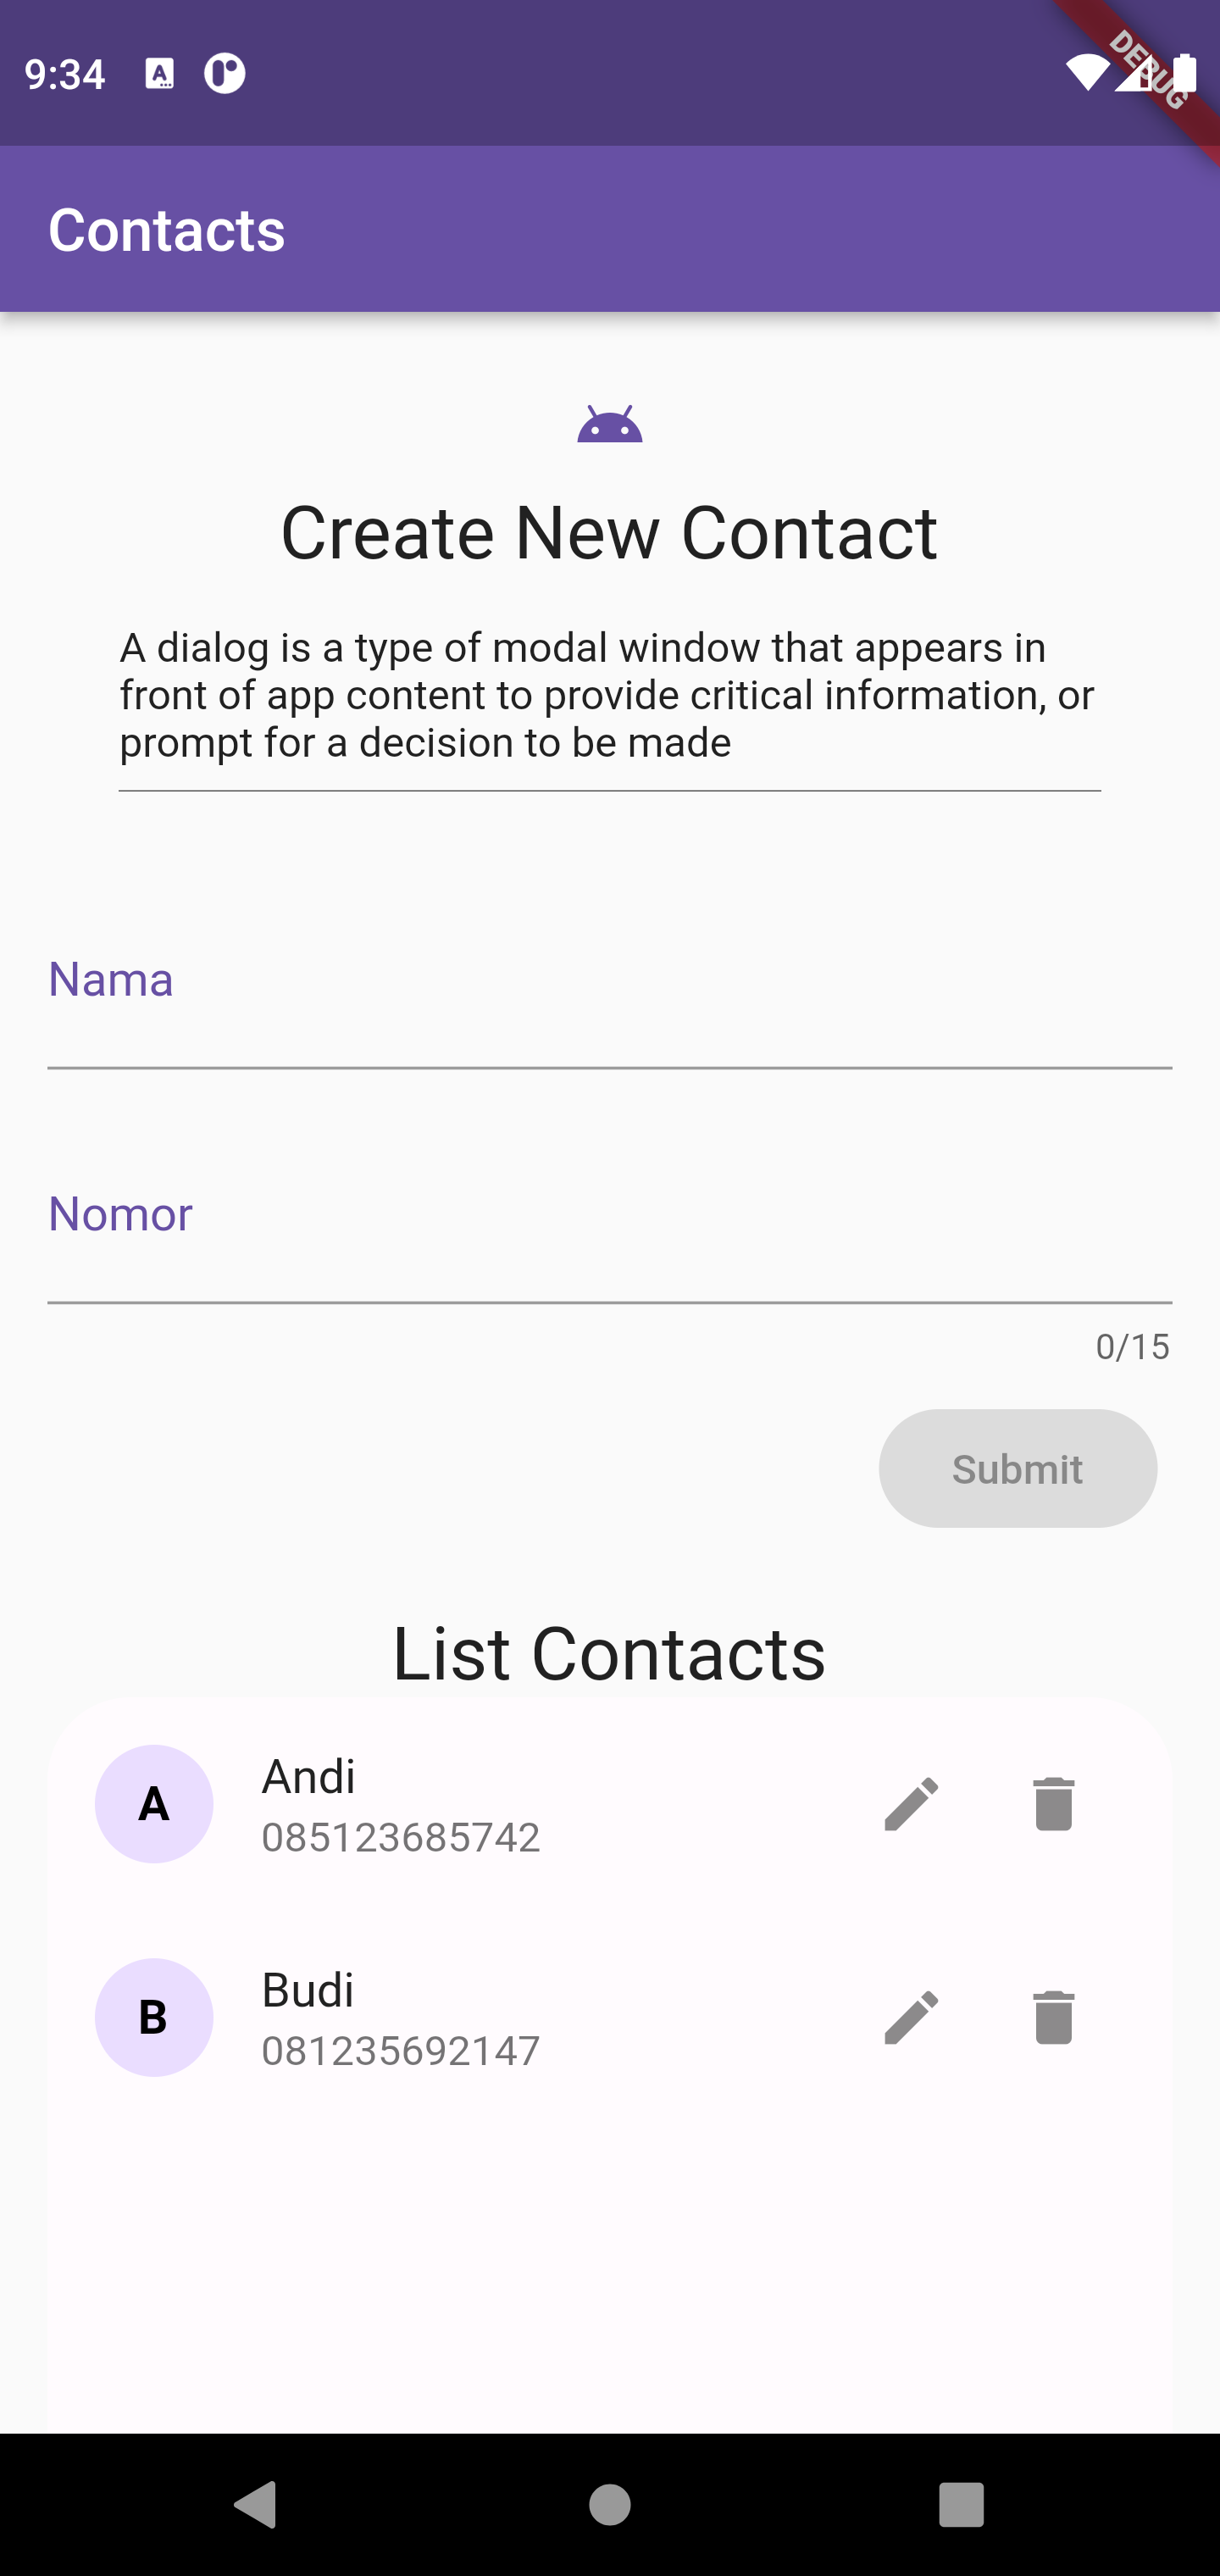 9:34
DEBUG
Contacts
Create New Contact
A dialog is a type of modal window that appears in
front of app content to provide critical information, or
prompt for a decision to be made
Nama
Nomor
0/15
Submit
List Contacts
A
Andi
085123685742
B
Budi
081235692147